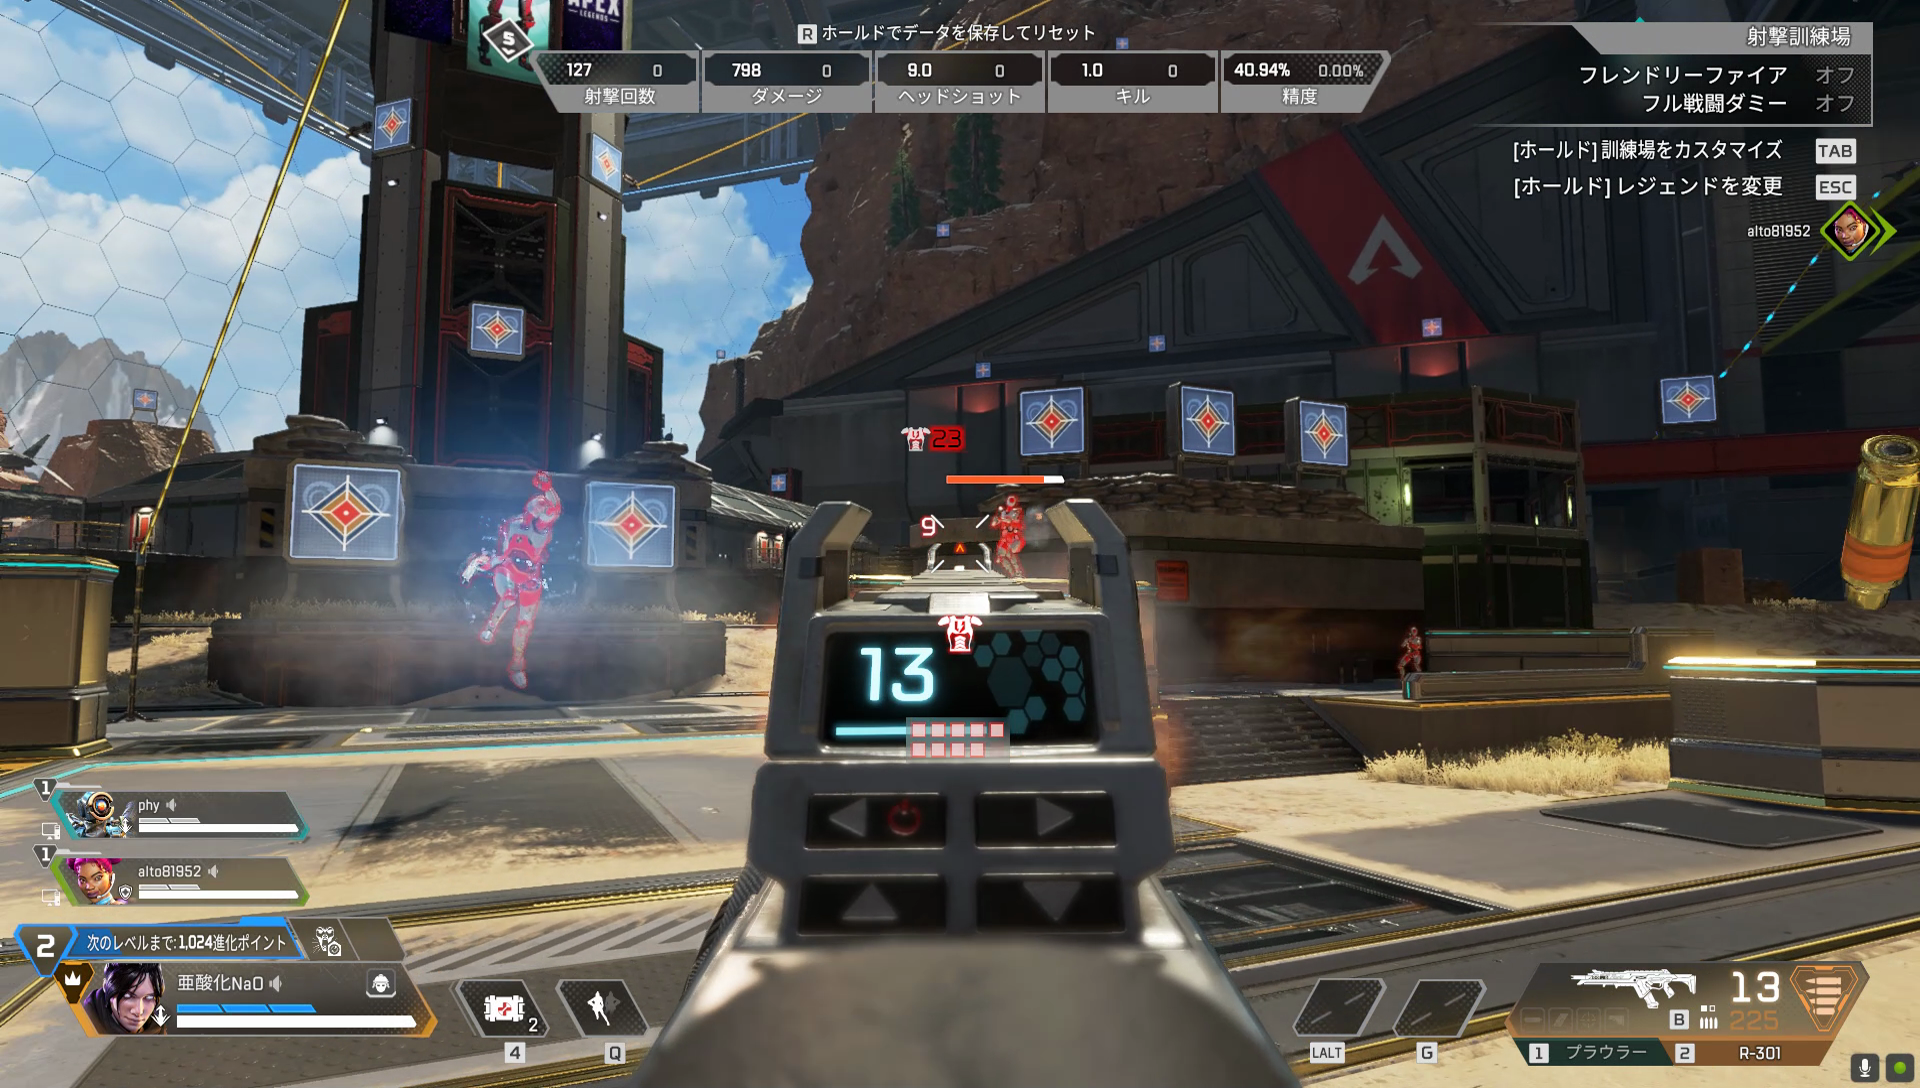 APEX
LEGENDS
5
R ホールドでデータを保存してリセット
127 0
射撃回数
798 0
ダメージ
9.0 0
ヘッドショット
1.0 0
キル
40.94% 0.00%
精度
射撃訓練場
フレンドリーファイア オフ
フル戦闘ダミー オフ
[ホールド]訓練場をカスタマイズ TAB
[ホールド]レジェンドを変更 ESC
alto81952
23
9
13
1
phy
1
alto81952
2
次のレベルまで:1,024進化ポイント
亜酸化NaO
2
4
Q
LALT
G
13
B
225
1 プラウラー
2 R-301